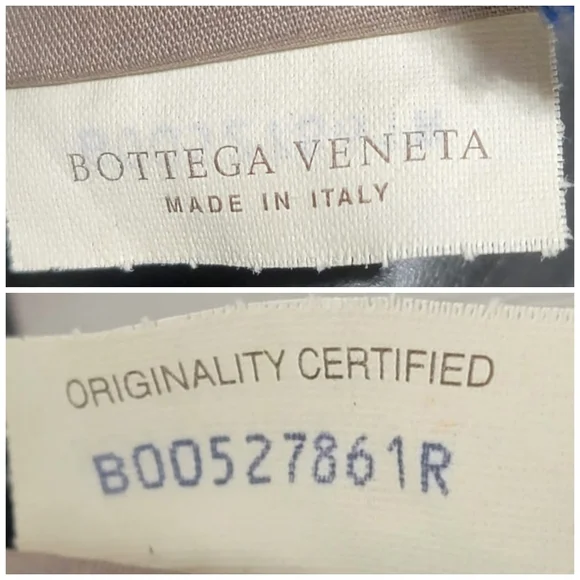 BOTTEGA VENETA
MADE IN ITALY
ORIGINALITY CERTIFIED
B00527861R